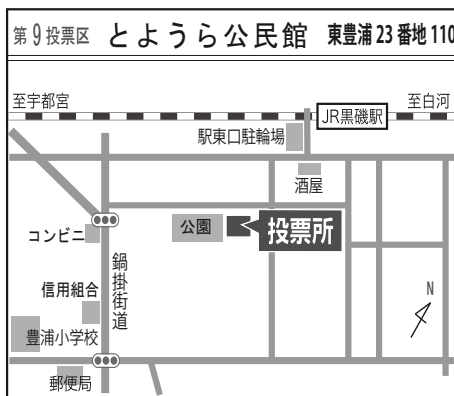 第9投票区 とようら公民館 東豊浦23番地110
至宇都宮
至白河
JR黒磯駅
駅東口駐輪場
酒屋
公園
投票所
コンビニ
鍋掛街道
信用組合
豊浦小学校
郵便局
N